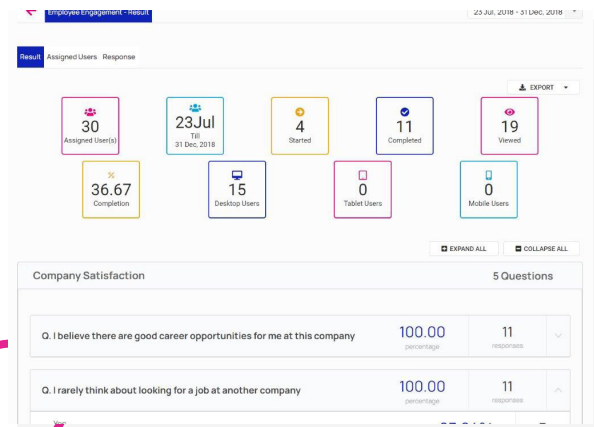 Employee Engagement - Result
23 Jul, 2018 - 31 Dec, 2018
Result Assigned Users Response
EXPORT
30
Assigned User(s)
23Jul
Till
31 Dec, 2018
4
Started
11
Completed
19
Viewed
%
36.67
Completion
15
Desktop Users
0
Tablet Users
0
Mobile Users
EXPAND ALL
COLLAPSE ALL
Company Satisfaction
5 Questions
Q. I believe there are good career opportunities for me at this company
100.00
percentage
11
responses
Q. I rarely think about looking for a job at another company
100.00
percentage
11
responses